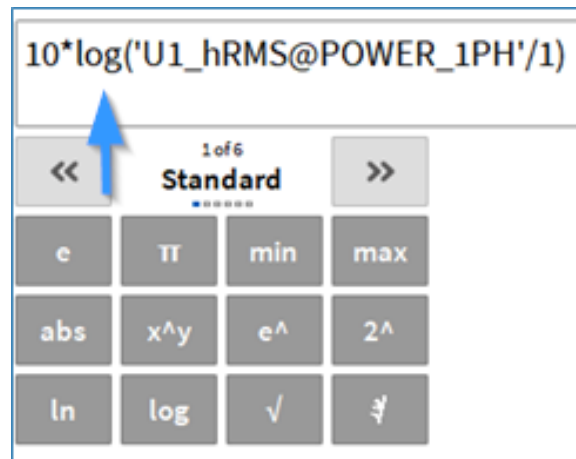 10*log('U1_hRMS@POWER_1PH'/1)
« 1 of 6 »
Standard
e π min max
abs x^y e^ 2^
ln log √